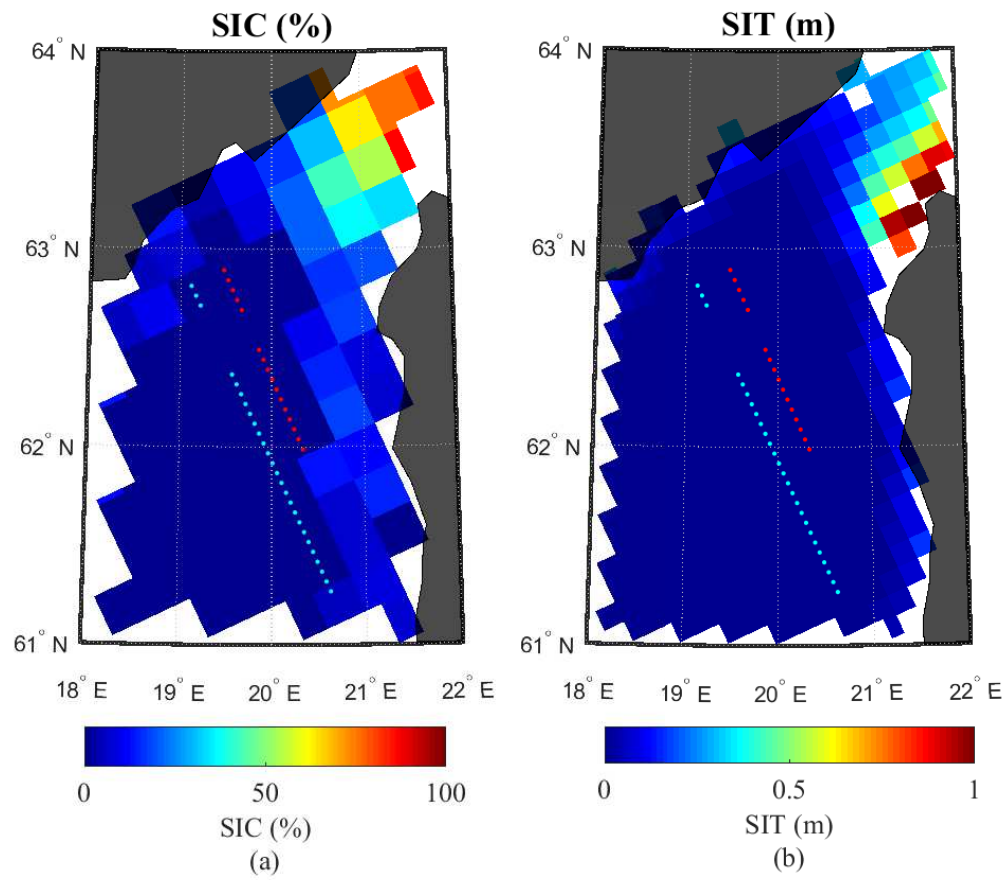 SIC (%)
64° N
63° N
62° N
61° N
18° E 19° E 20° E 21° E 22° E
0 50 100
SIC (%)
(a)
SIT (m)
64° N
63° N
62° N
61° N
18° E 19° E 20° E 21° E 22° E
0 0.5 1
SIT (m)
(b)